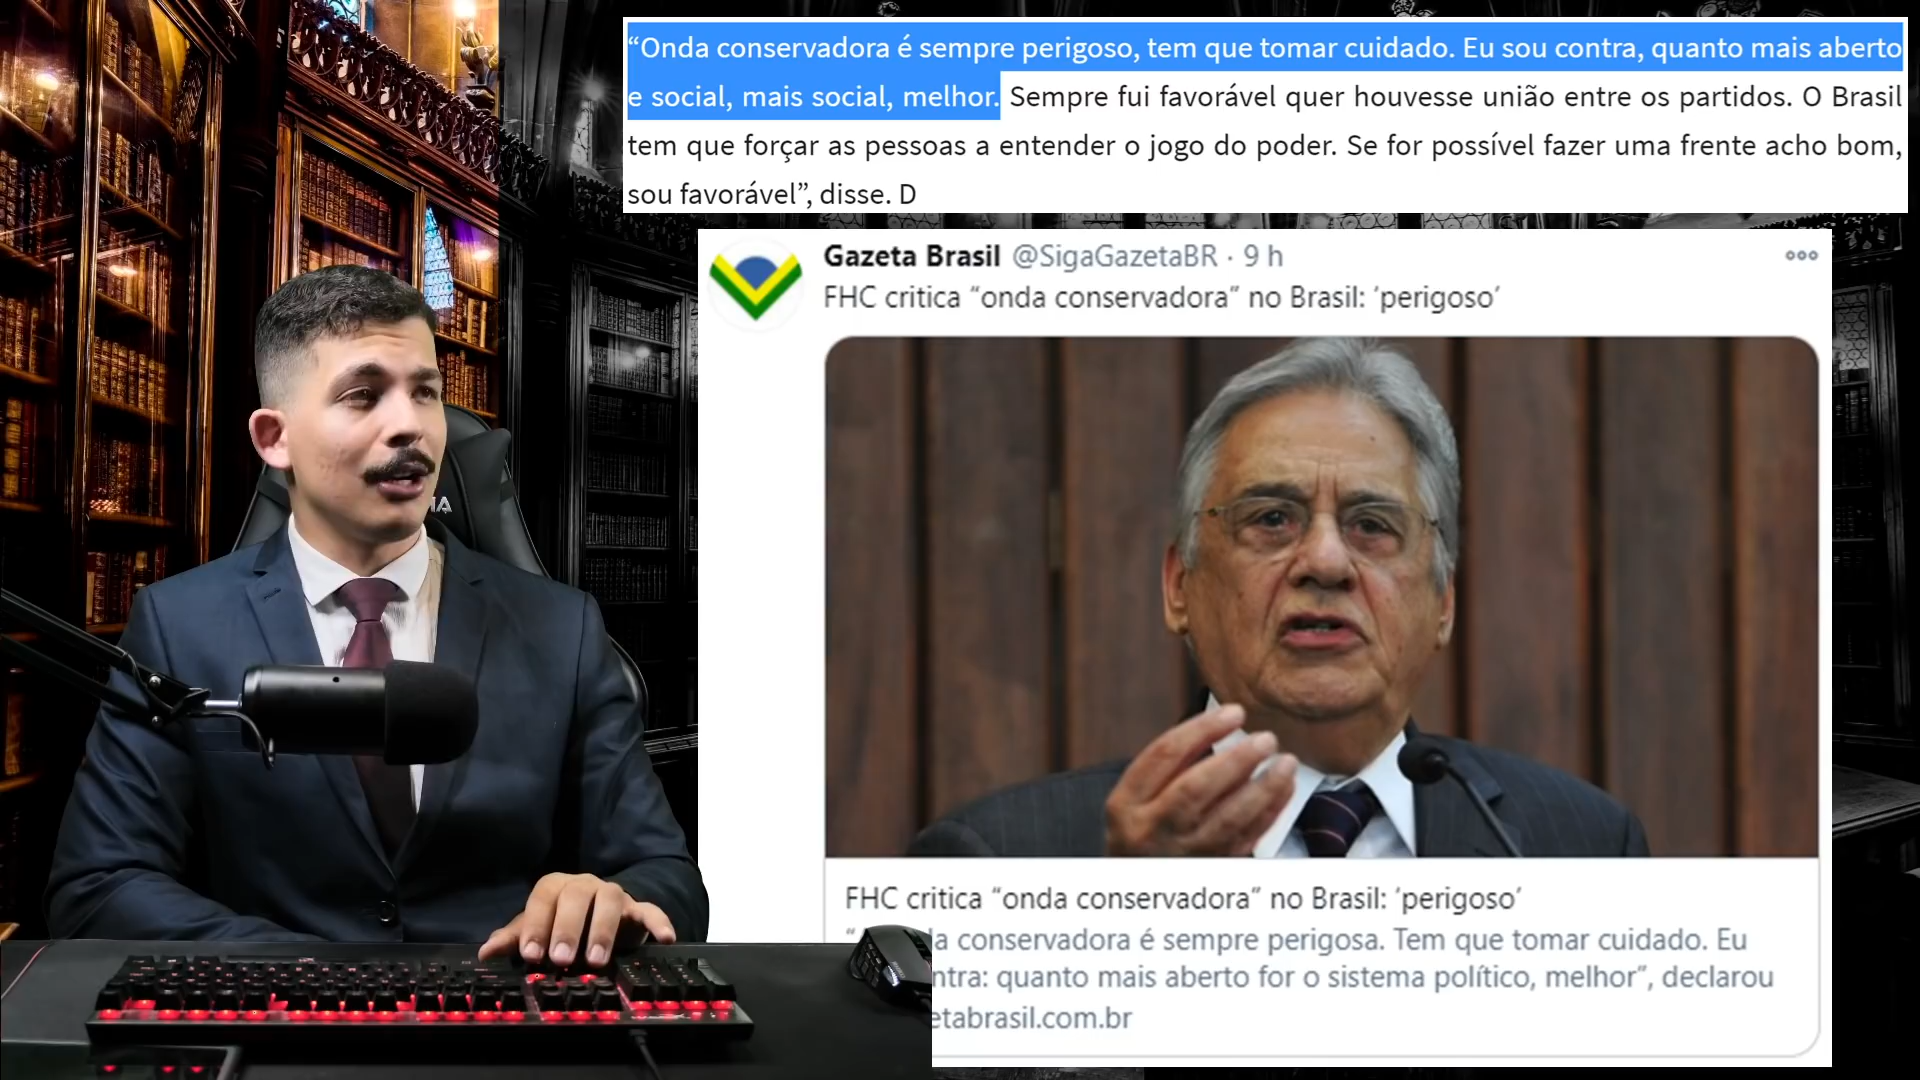 “Onda conservadora é sempre perigoso, tem que tomar cuidado. Eu sou contra, quanto mais aberto
e social, mais social, melhor. Sempre fui favorável quer houvesse união entre os partidos. O Brasil
tem que forçar as pessoas a entender o jogo do poder. Se for possível fazer uma frente acho bom,
sou favorável”, disse. D
Gazeta Brasil @SigaGazetaBR · 9 h
FHC critica “onda conservadora” no Brasil: ‘perigoso’
FHC critica “onda conservadora” no Brasil: ‘perigoso’
da conservadora é sempre perigosa. Tem que tomar cuidado. Eu
ntra: quanto mais aberto for o sistema político, melhor”, declarou
etabrasil.com.br